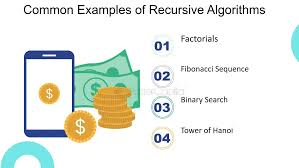 Common Examples of Recursive Algorithms
01 Factorials
02 Fibonacci Sequence
03 Binary Search
04 Tower of Hanoi
$
$